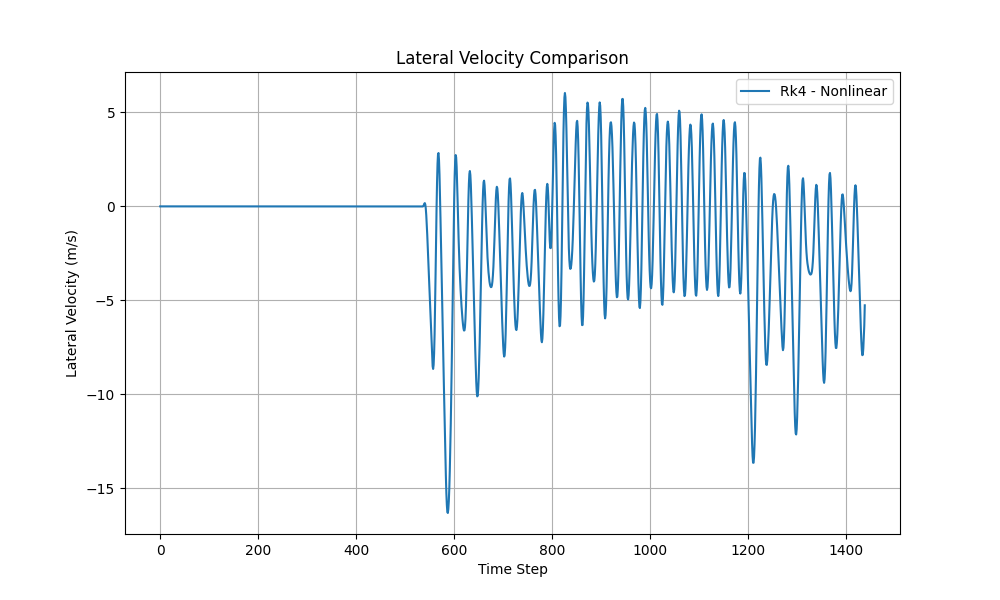 Lateral Velocity Comparison
Rk4 - Nonlinear
Lateral Velocity (m/s)
5
0
−5
−10
−15
0 200 400 600 800 1000 1200 1400
Time Step